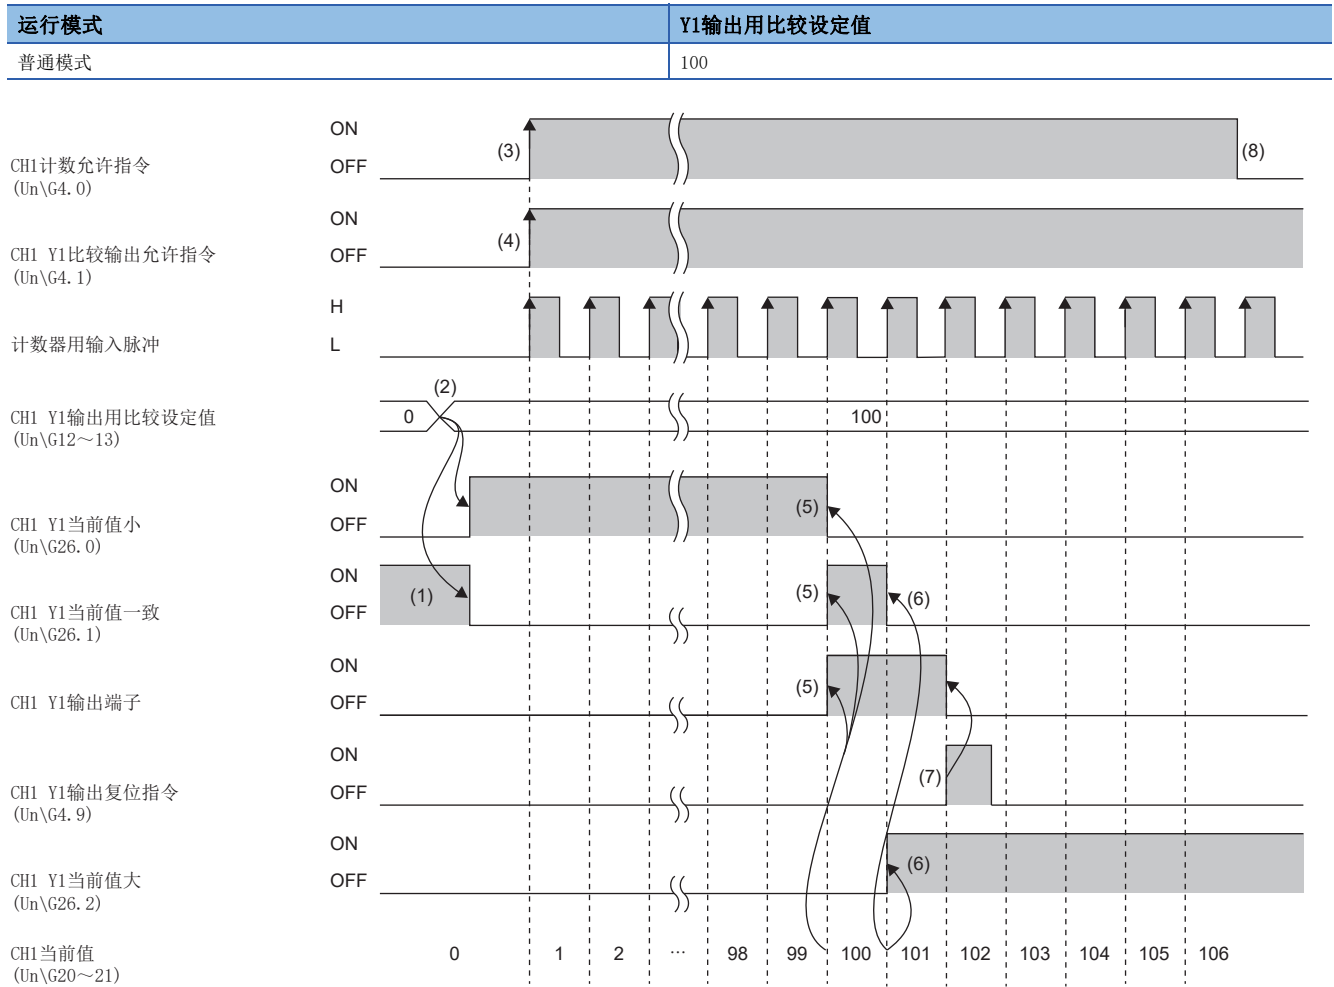 运行模式 Y1输出用比较设定值
普通模式 100
ON
CH1计数允许指令 OFF (3) (8)
(Un\G4.0)
ON
CH1 Y1比较输出允许指令 OFF (4)
(Un\G4.1)
H
计数器用输入脉冲 L
(2)
CH1 Y1输出用比较设定值 0 100
(Un\G12～13)
ON
CH1 Y1当前值小 OFF (5)
(Un\G26.0)
ON
CH1 Y1当前值一致 OFF (1) (5) (6)
(Un\G26.1)
ON
CH1 Y1输出端子 OFF (5)
ON
CH1 Y1输出复位指令 OFF (7)
(Un\G4.9)
ON
CH1 Y1当前值大 OFF (6)
(Un\G26.2)
CH1当前值 0 1 2 … 98 99 100 101 102 103 104 105 106
(Un\G20～21)